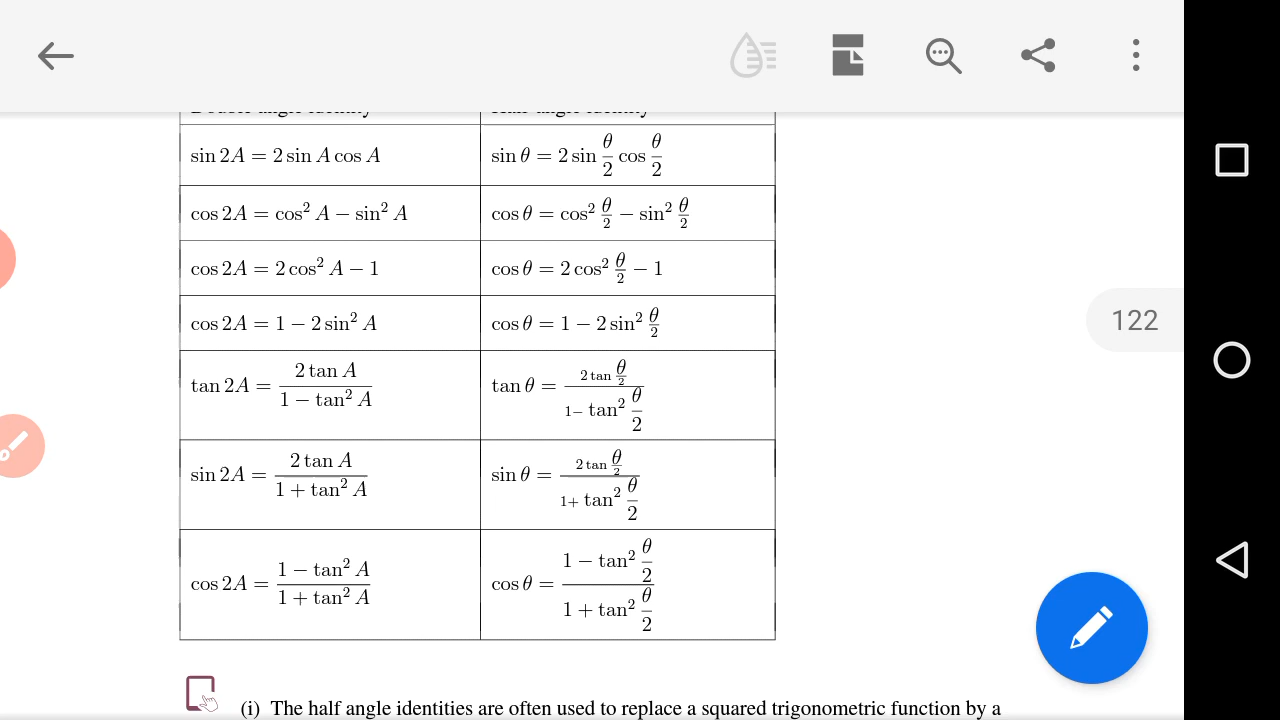 sin 2A = 2 sin A cos A    sin θ = 2 sin θ/2 cos θ/2
cos 2A = cos² A − sin² A    cos θ = cos² θ/2 − sin² θ/2
cos 2A = 2 cos² A − 1    cos θ = 2 cos² θ/2 − 1
cos 2A = 1 − 2 sin² A    cos θ = 1 − 2 sin² θ/2
tan 2A = (2 tan A)/(1 − tan² A)    tan θ = (2 tan θ/2)/(1− tan² θ/2)
sin 2A = (2 tan A)/(1 + tan² A)    sin θ = (2 tan θ/2)/(1+ tan² θ/2)
cos 2A = (1 − tan² A)/(1 + tan² A)    cos θ = (1 − tan² θ/2)/(1 + tan² θ/2)
(i) The half angle identities are often used to replace a squared trigonometric function by a
122